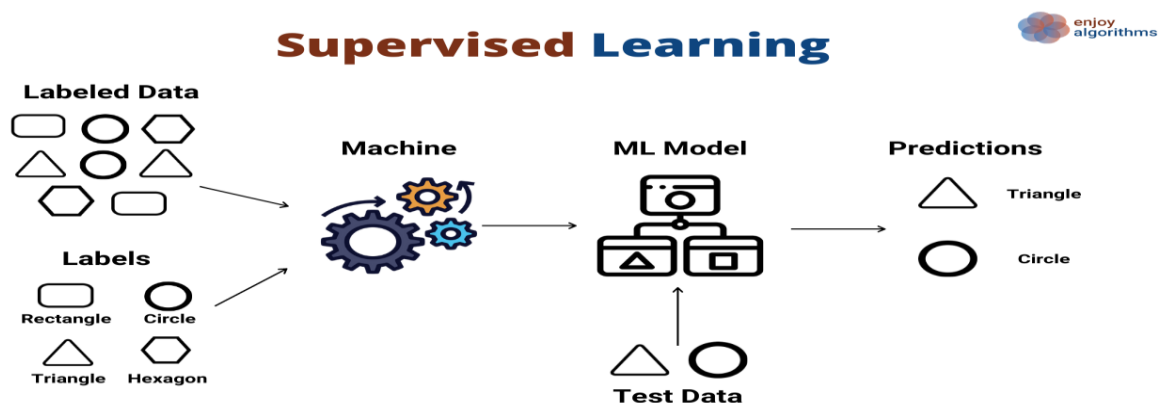 Supervised Learning
enjoy
algorithms
Labeled Data
Machine
ML Model
Predictions
Triangle
Circle
Labels
Rectangle Circle
Triangle Hexagon
Test Data